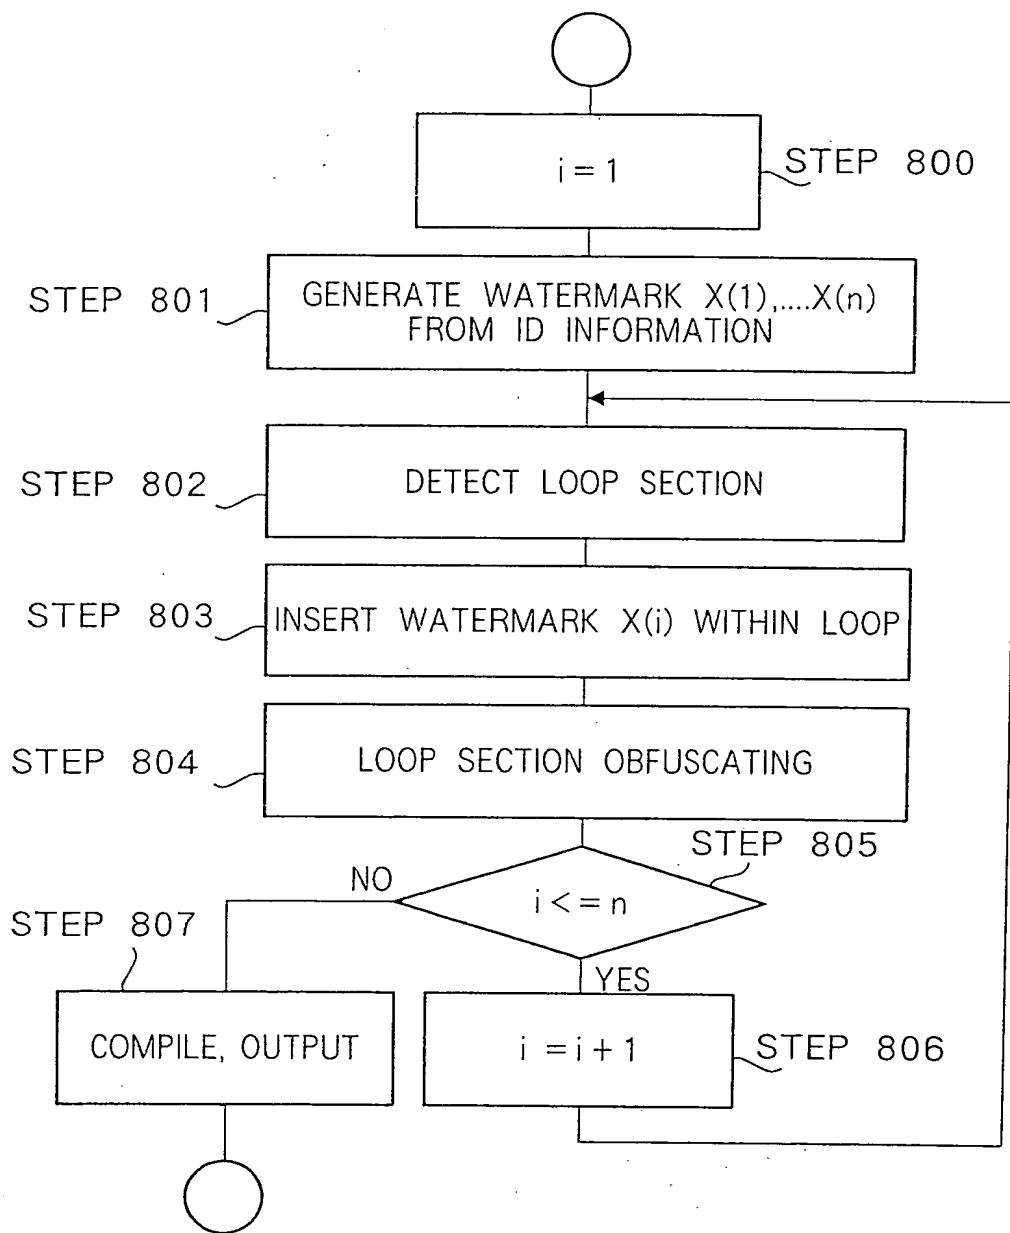 i = 1
STEP 800
STEP 801
GENERATE WATERMARK X(1),....X(n)
FROM ID INFORMATION
STEP 802
DETECT LOOP SECTION
STEP 803
INSERT WATERMARK X(i) WITHIN LOOP
STEP 804
LOOP SECTION OBFUSCATING
STEP 805
NO
i <= n
STEP 807
YES
COMPILE, OUTPUT
i = i + 1
STEP 806